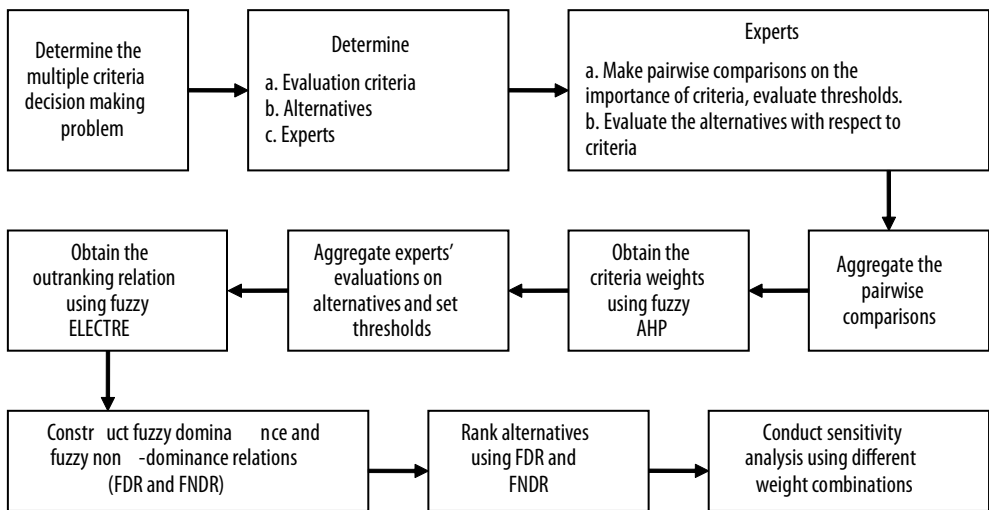 Determine the
multiple criteria
decision making
problem
Determine
a. Evaluation criteria
b. Alternatives
c. Experts
Experts
a. Make pairwise comparisons on the
importance of criteria, evaluate thresholds.
b. Evaluate the alternatives with respect to
criteria
Aggregate the
pairwise
comparisons
Obtain the
criteria weights
using fuzzy
AHP
Aggregate experts’
evaluations on
alternatives and set
thresholds
Obtain the
outranking relation
using fuzzy
ELECTRE
Constr uct fuzzy domina nce and
fuzzy non -dominance relations
(FDR and FNDR)
Rank alternatives
using FDR and
FNDR
Conduct sensitivity
analysis using different
weight combinations